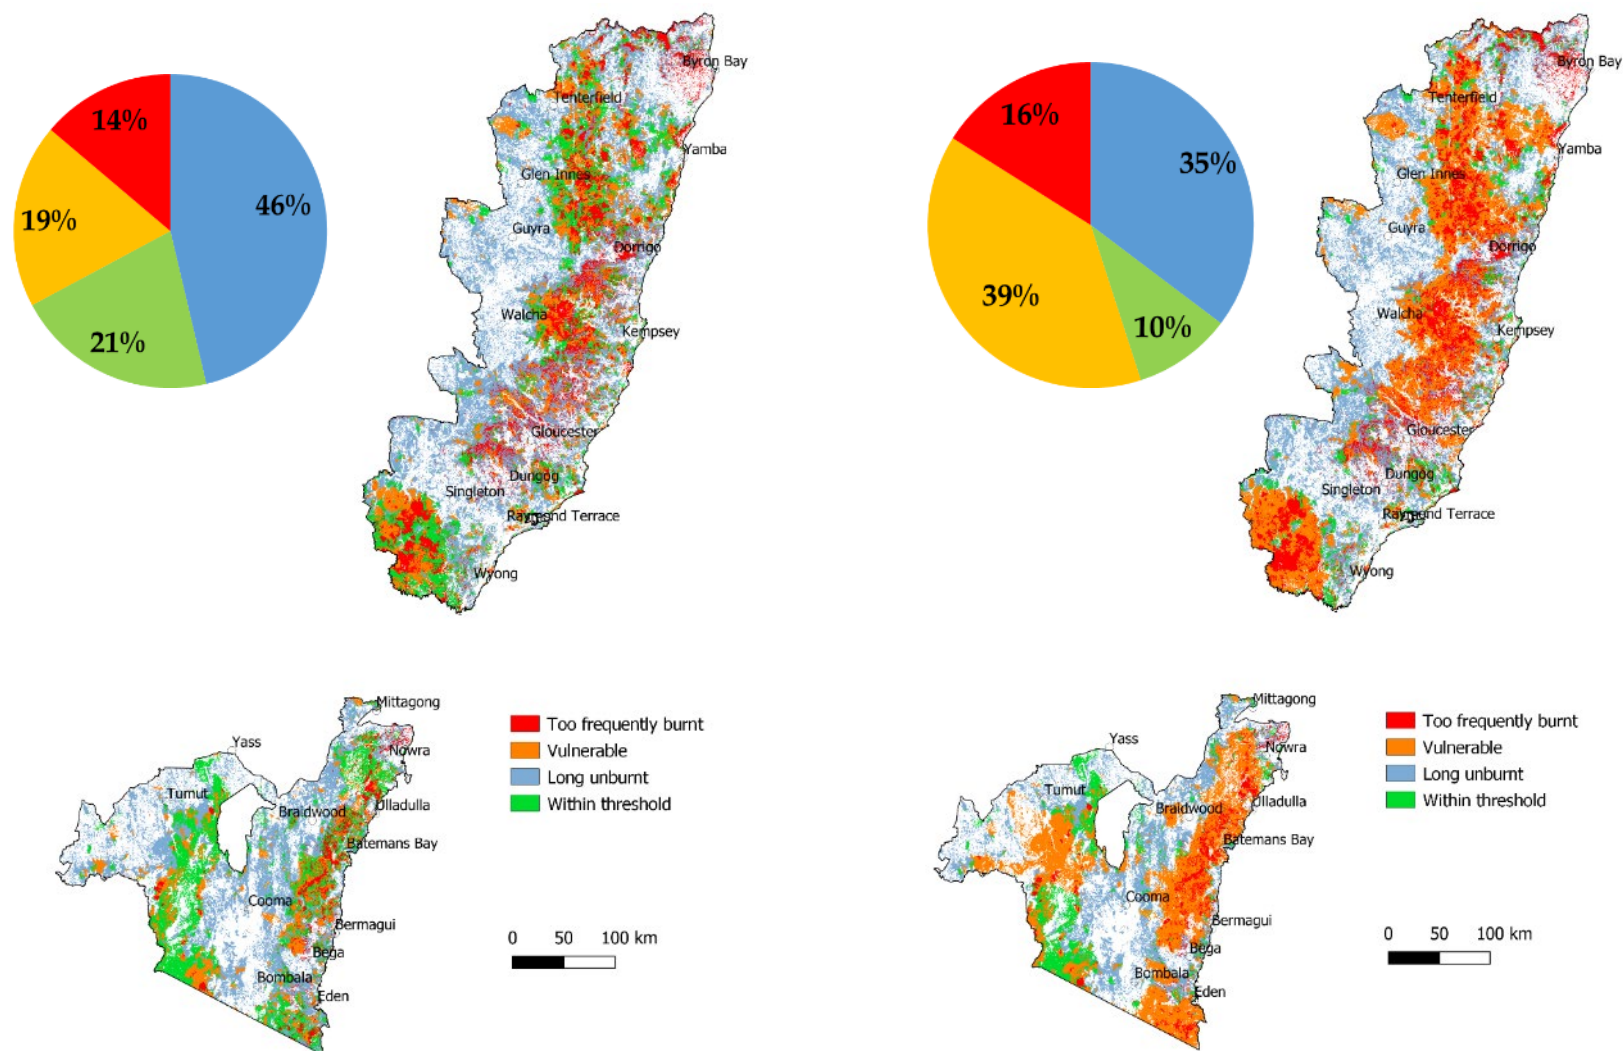 14%
46%
19%
21%
Byron Bay
Tenterfield
Yamba
Glen Innes
Guyra
Dorrigo
Walcha
Kempsey
Gloucester
Dungog
Singleton
Raymond Terrace
Wyong
16%
35%
39%
10%
Byron Bay
Tenterfield
Yamba
Glen Innes
Guyra
Dorrigo
Walcha
Kempsey
Gloucester
Dungog
Singleton
Raymond Terrace
Wyong
Mittagong
Yass
Nowra
Tumut
Braidwood
Ulladulla
Batemans Bay
Cooma
Bermagui
Bega
Bombala
Eden
Too frequently burnt
Vulnerable
Long unburnt
Within threshold
0 50 100 km
Mittagong
Yass
Nowra
Tumut
Braidwood
Ulladulla
Batemans Bay
Cooma
Bermagui
Bega
Bombala
Eden
Too frequently burnt
Vulnerable
Long unburnt
Within threshold
0 50 100 km